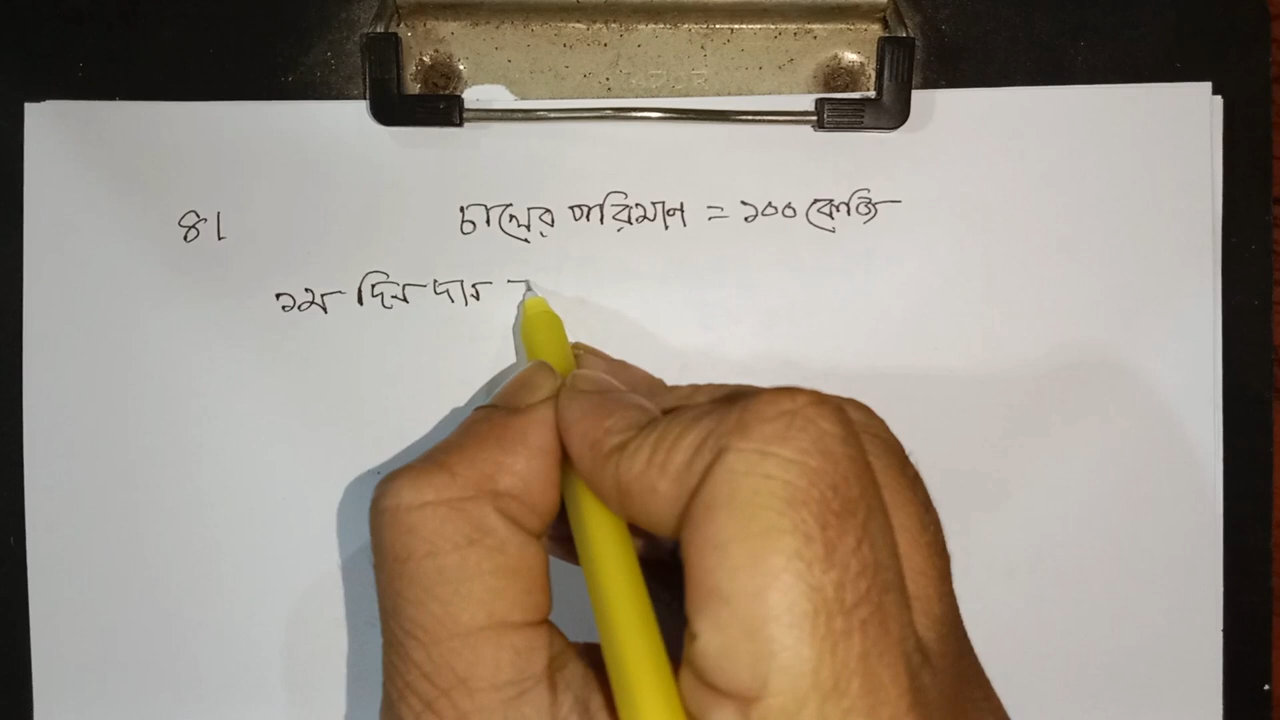 ৪। চালের পরিমাণ = ১০০ কেজি
১ম দিন দান -